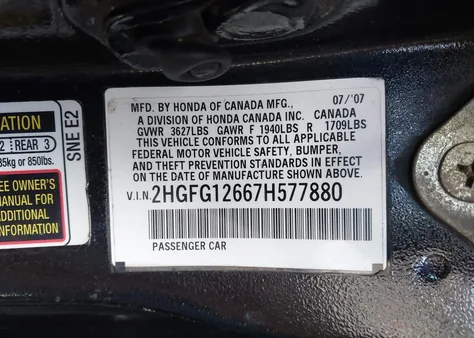 ATION
2 REAR 3
85kg or 850lbs.
EE OWNER'S
MANUAL FOR
ADDITIONAL
NFORMATION
SNE E2
MFD. BY HONDA OF CANADA MFG., 07/'07
A DIVISION OF HONDA CANADA INC. CANADA
GVWR 3627LBS GAWR F 1940LBS R 1709LBS
THIS VEHICLE CONFORMS TO ALL APPLICABLE
FEDERAL MOTOR VEHICLE SAFETY, BUMPER,
AND THEFT PREVENTION STANDARDS IN EFFECT
ON THE DATE OF MANUFACTURE SHOWN ABOVE.
V.I.N. 2HGFG12667H577880
PASSENGER CAR